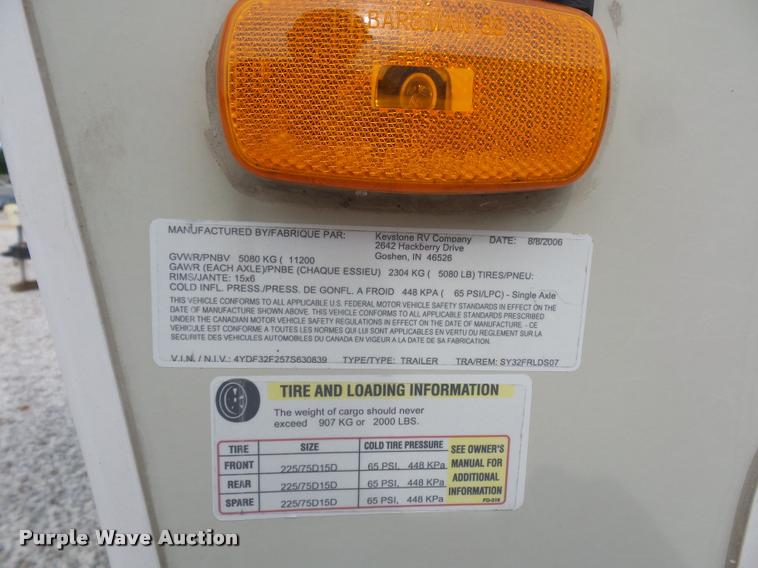 BARGMAN 58
MANUFACTURED BY/FABRIQUE PAR: Keystone RV Company DATE: 8/8/2006
2642 Hackberry Drive
Goshen, IN 46526
GVWR/PNBV 5080 KG ( 11200
GAWR (EACH AXLE)/PNBE (CHAQUE ESSIEU) 2304 KG ( 5080 LB) TIRES/PNEU:
RIMS/JANTE: 15x6
COLD INFL. PRESS./PRESS. DE GONFL. A FROID 448 KPA ( 65 PSI/LPC) - Single Axle
THIS VEHICLE CONFORMS TO ALL APPLICABLE U.S. FEDERAL MOTOR VEHICLE SAFETY STANDARDS IN EFFECT ON THE
DATE OF MANUFACTURE SHOWN ABOVE. THIS VEHICLE CONFORMS TO ALL APPLICABLE STANDARDS PRESCRIBED
UNDER THE CANADIAN MOTOR VEHICLE SAFETY REGULATIONS IN EFFECT ON THE DATE OF MANUFACTURE. - CE
VEHICULE EST CONFORME A TOUTES LES NORMES QUI LUI SONT APPLICABLES EN VERTU DU REGLEMENT SUR LA
SECURITE DES VEHICULES AUTOMOBILES DU CANADA EN VIGEUR A LA DATE DE SA FABRICATION.
V.I.N. / N.I.V.: 4YDF32F257S630839 TYPE/TYPE: TRAILER TRA/REM: SY32FRLDS07
TIRE AND LOADING INFORMATION
The weight of cargo should never
exceed 907 KG or 2000 LBS.
TIRE SIZE COLD TIRE PRESSURE
FRONT 225/75D15D 65 PSI, 448 KPa
REAR 225/75D15D 65 PSI, 448 KPa
SPARE 225/75D15D 65 PSI, 448 KPa
SEE OWNER'S
MANUAL FOR
ADDITIONAL
INFORMATION
PD-318
Purple Wave Auction